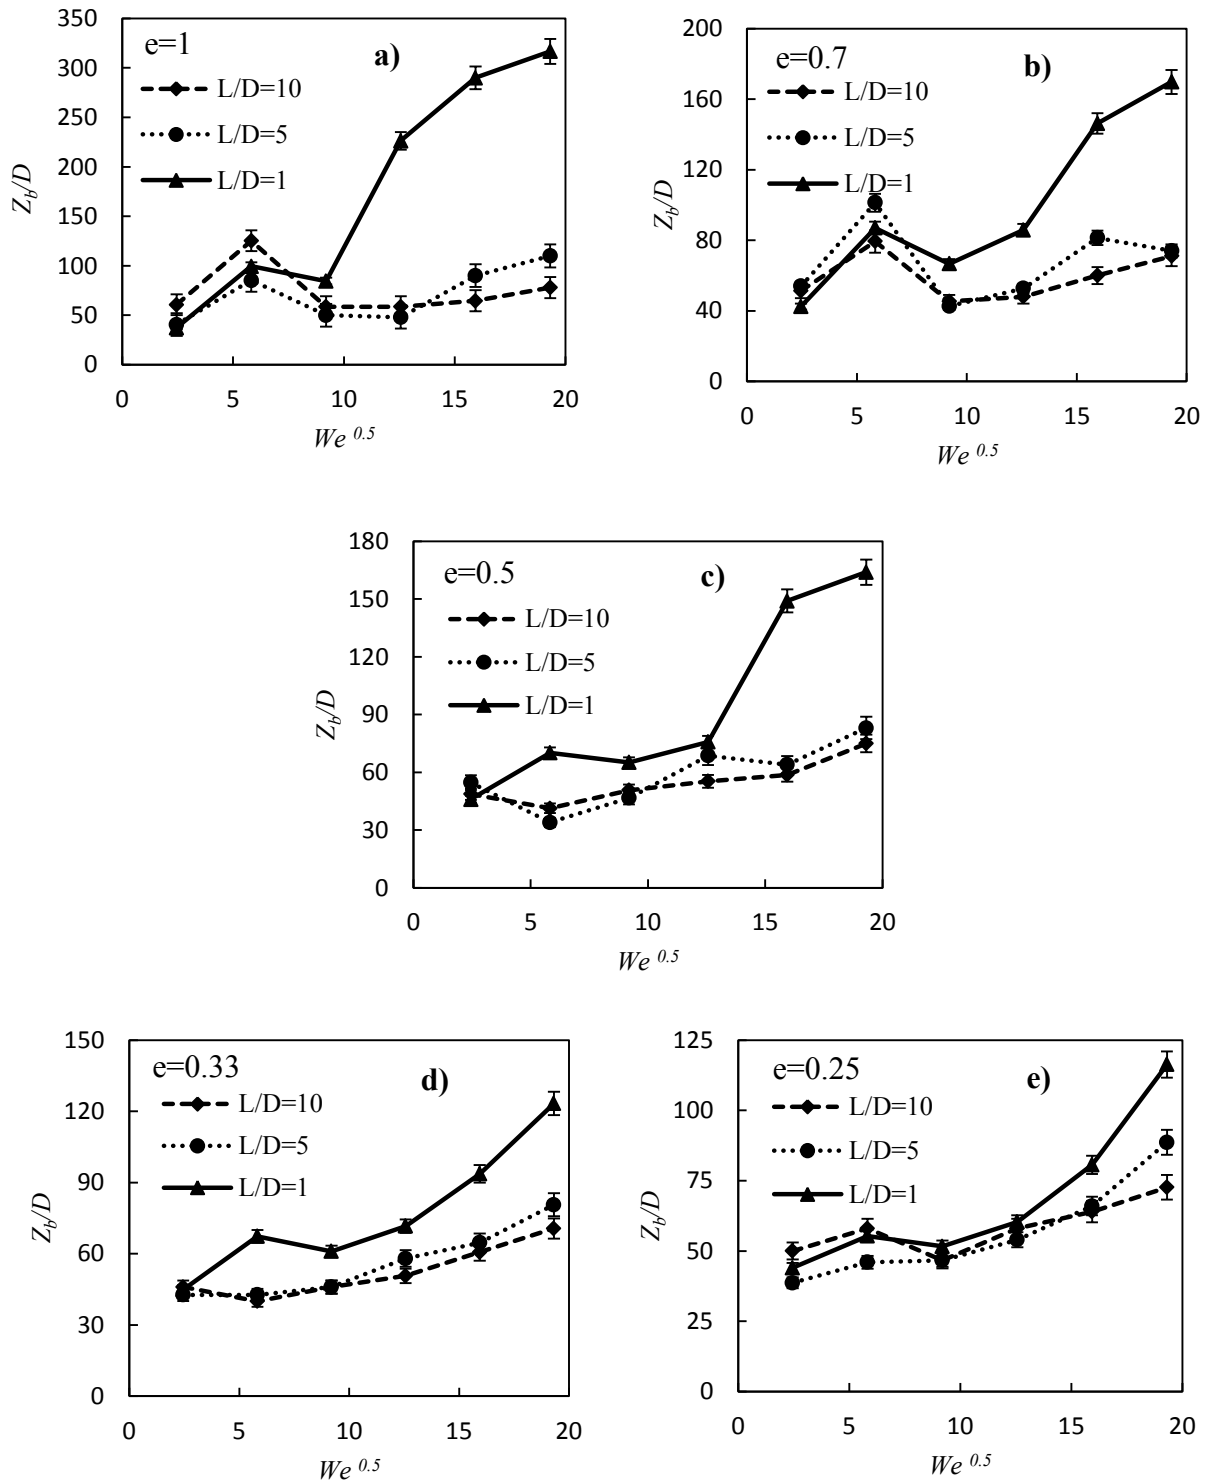 e=1
a)
L/D=10
L/D=5
L/D=1
350
300
250
200
150
100
50
0
Z_b/D
0 5 10 15 20
We^0.5
e=0.7
b)
L/D=10
L/D=5
L/D=1
200
160
120
80
40
0
Z_b/D
0 5 10 15 20
We^0.5
e=0.5
c)
L/D=10
L/D=5
L/D=1
180
150
120
90
60
30
0
Z_b/D
0 5 10 15 20
We^0.5
e=0.33
d)
L/D=10
L/D=5
L/D=1
150
120
90
60
30
0
Z_b/D
0 5 10 15 20
We^0.5
e=0.25
e)
L/D=10
L/D=5
L/D=1
125
100
75
50
25
0
Z_b/D
0 5 10 15 20
We^0.5